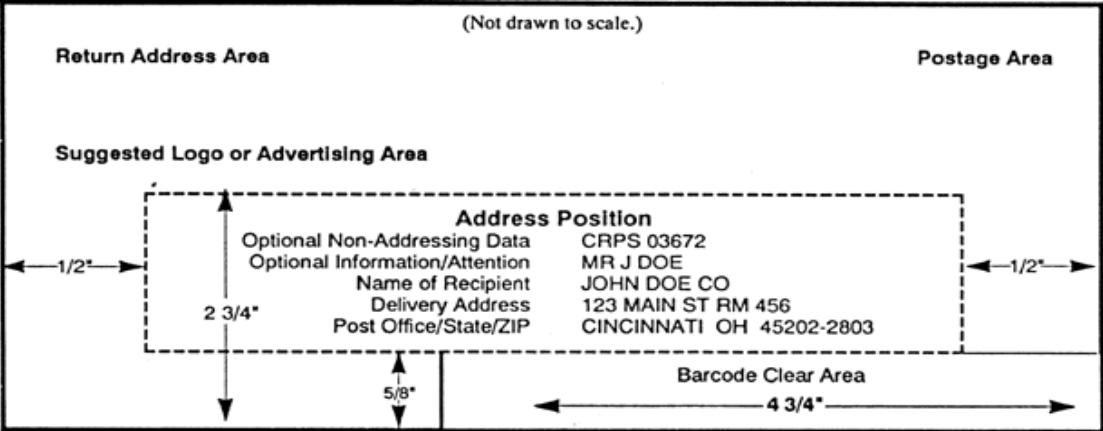 (Not drawn to scale.)
Return Address Area Postage Area
Suggested Logo or Advertising Area
Address Position
Optional Non-Addressing Data CRPS 03672
Optional Information/Attention MR J DOE
1/2" 1/2"
Name of Recipient JOHN DOE CO
Delivery Address 123 MAIN ST RM 456
2 3/4"
Post Office/State/ZIP CINCINNATI OH 45202-2803
Barcode Clear Area
5/8"
4 3/4"